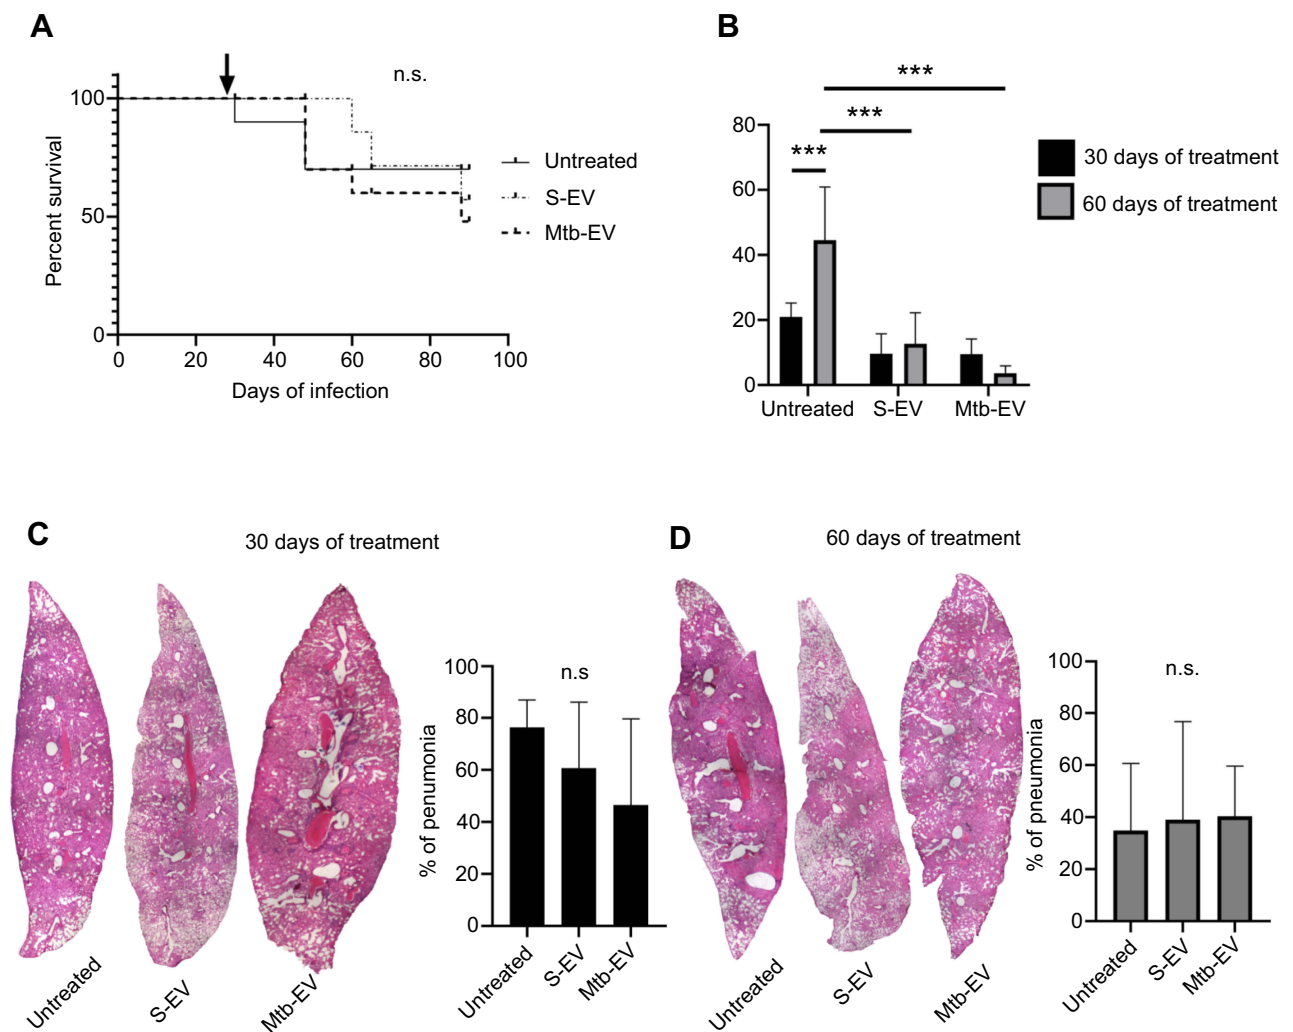 A
n.s.
100
50
0
Percent survival
0 20 40 60 80 100
Days of infection
Untreated
S-EV
Mtb-EV
B
***
***
***
80
60
40
20
0
Untreated S-EV Mtb-EV
30 days of treatment
60 days of treatment
C
30 days of treatment
Untreated
S-EV
Mtb-EV
n.s
% of penumonia
100
80
60
40
20
0
Untreated
S-EV
Mtb-EV
D
60 days of treatment
Untreated
S-EV
Mtb-EV
n.s.
% of pneumonia
100
80
60
40
20
0
Untreated
S-EV
Mtb-EV